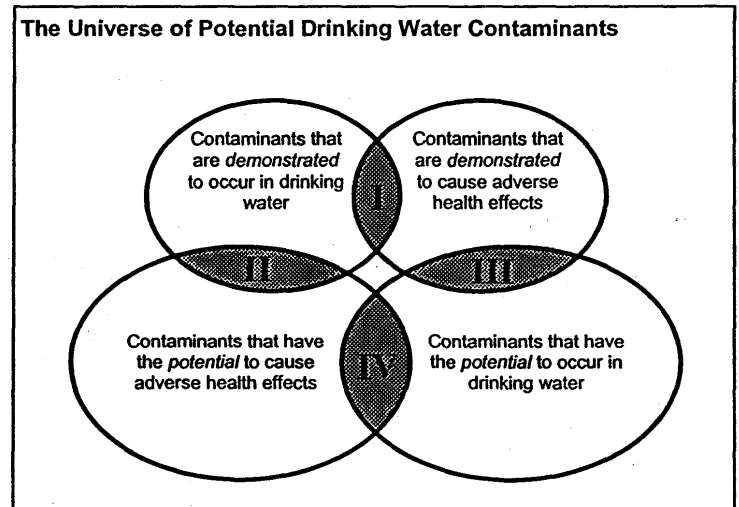 The Universe of Potential Drinking Water Contaminants
Contaminants that
are demonstrated
to occur in drinking
water
Contaminants that
are demonstrated
to cause adverse
health effects
I
II
III
Contaminants that have
the potential to cause
adverse health effects
IV
Contaminants that have
the potential to occur in
drinking water